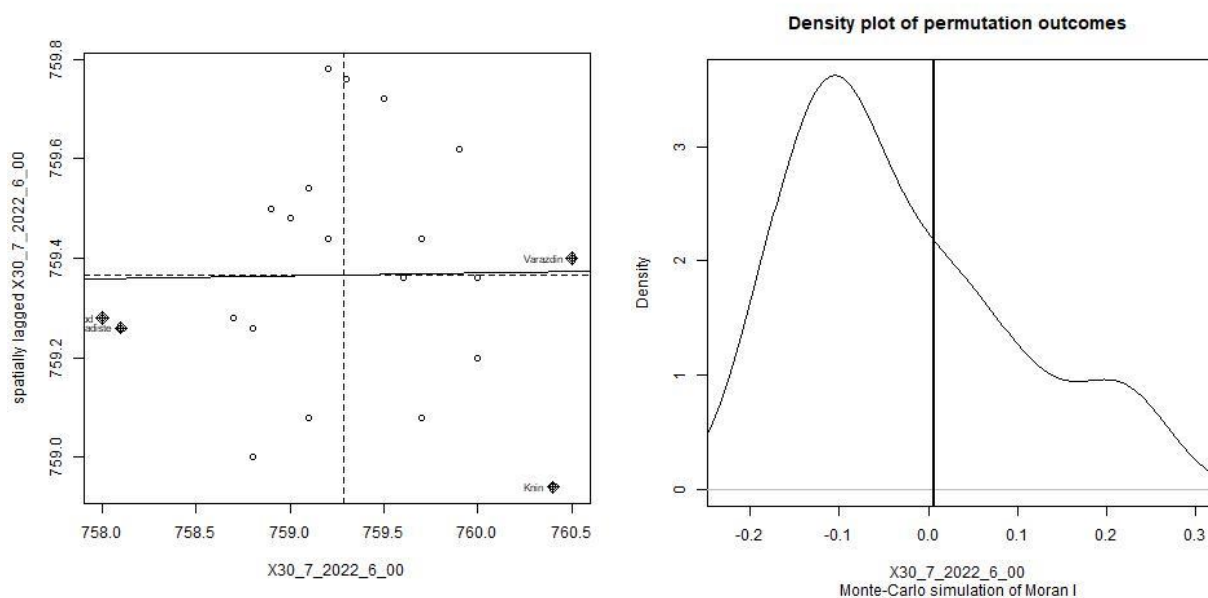 759.8
759.6
759.4
759.2
759.0
spatially lagged X30_7_2022_6_00
Varazdin
od
adiste
Knin
758.0 758.5 759.0 759.5 760.0 760.5
X30_7_2022_6_00
Density plot of permutation outcomes
3
2
1
0
Density
-0.2 -0.1 0.0 0.1 0.2 0.3
X30_7_2022_6_00
Monte-Carlo simulation of Moran I